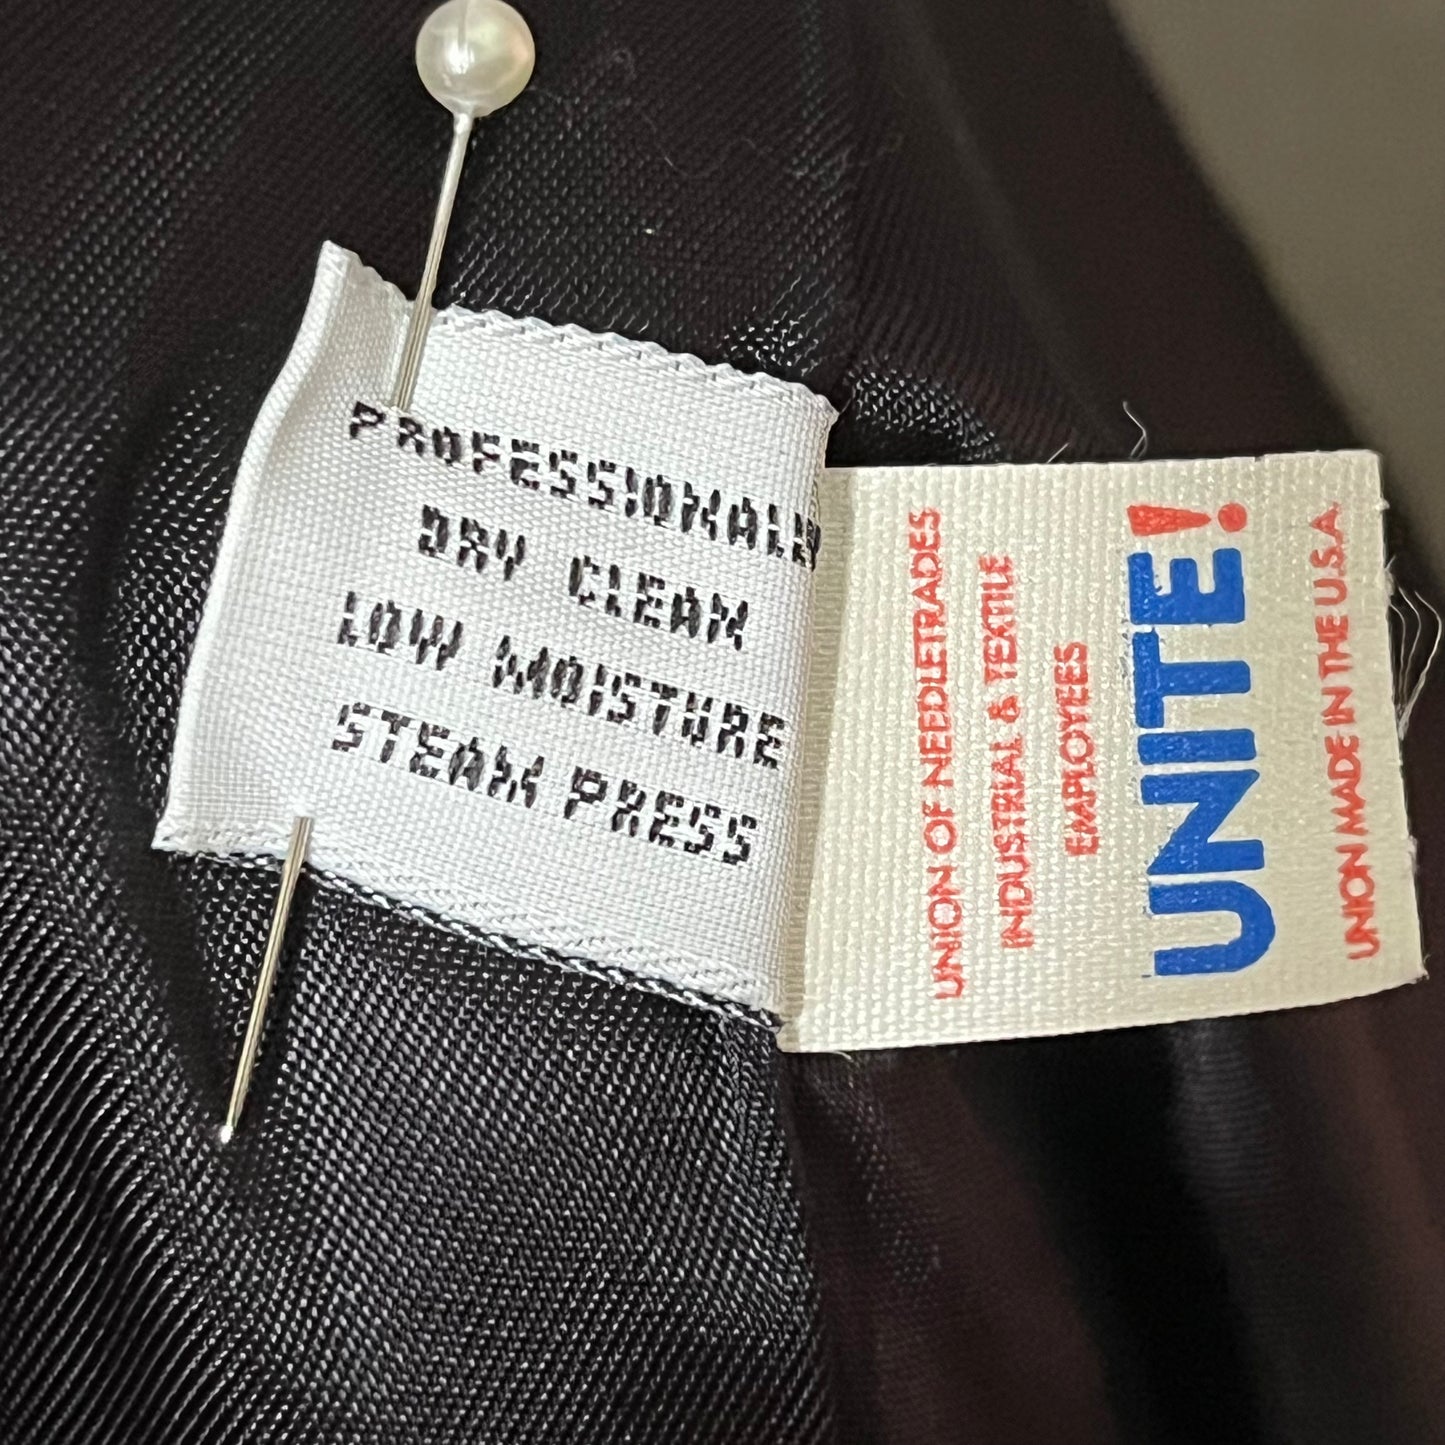 PROFESSIONALLY
DRY CLEAN
LOW MOISTURE
STEAM PRESS
UNION OF NEEDLETRADES
INDUSTRIAL & TEXTILE
EMPLOYEES
UNITE!
UNION MADE IN THE U.S.A.